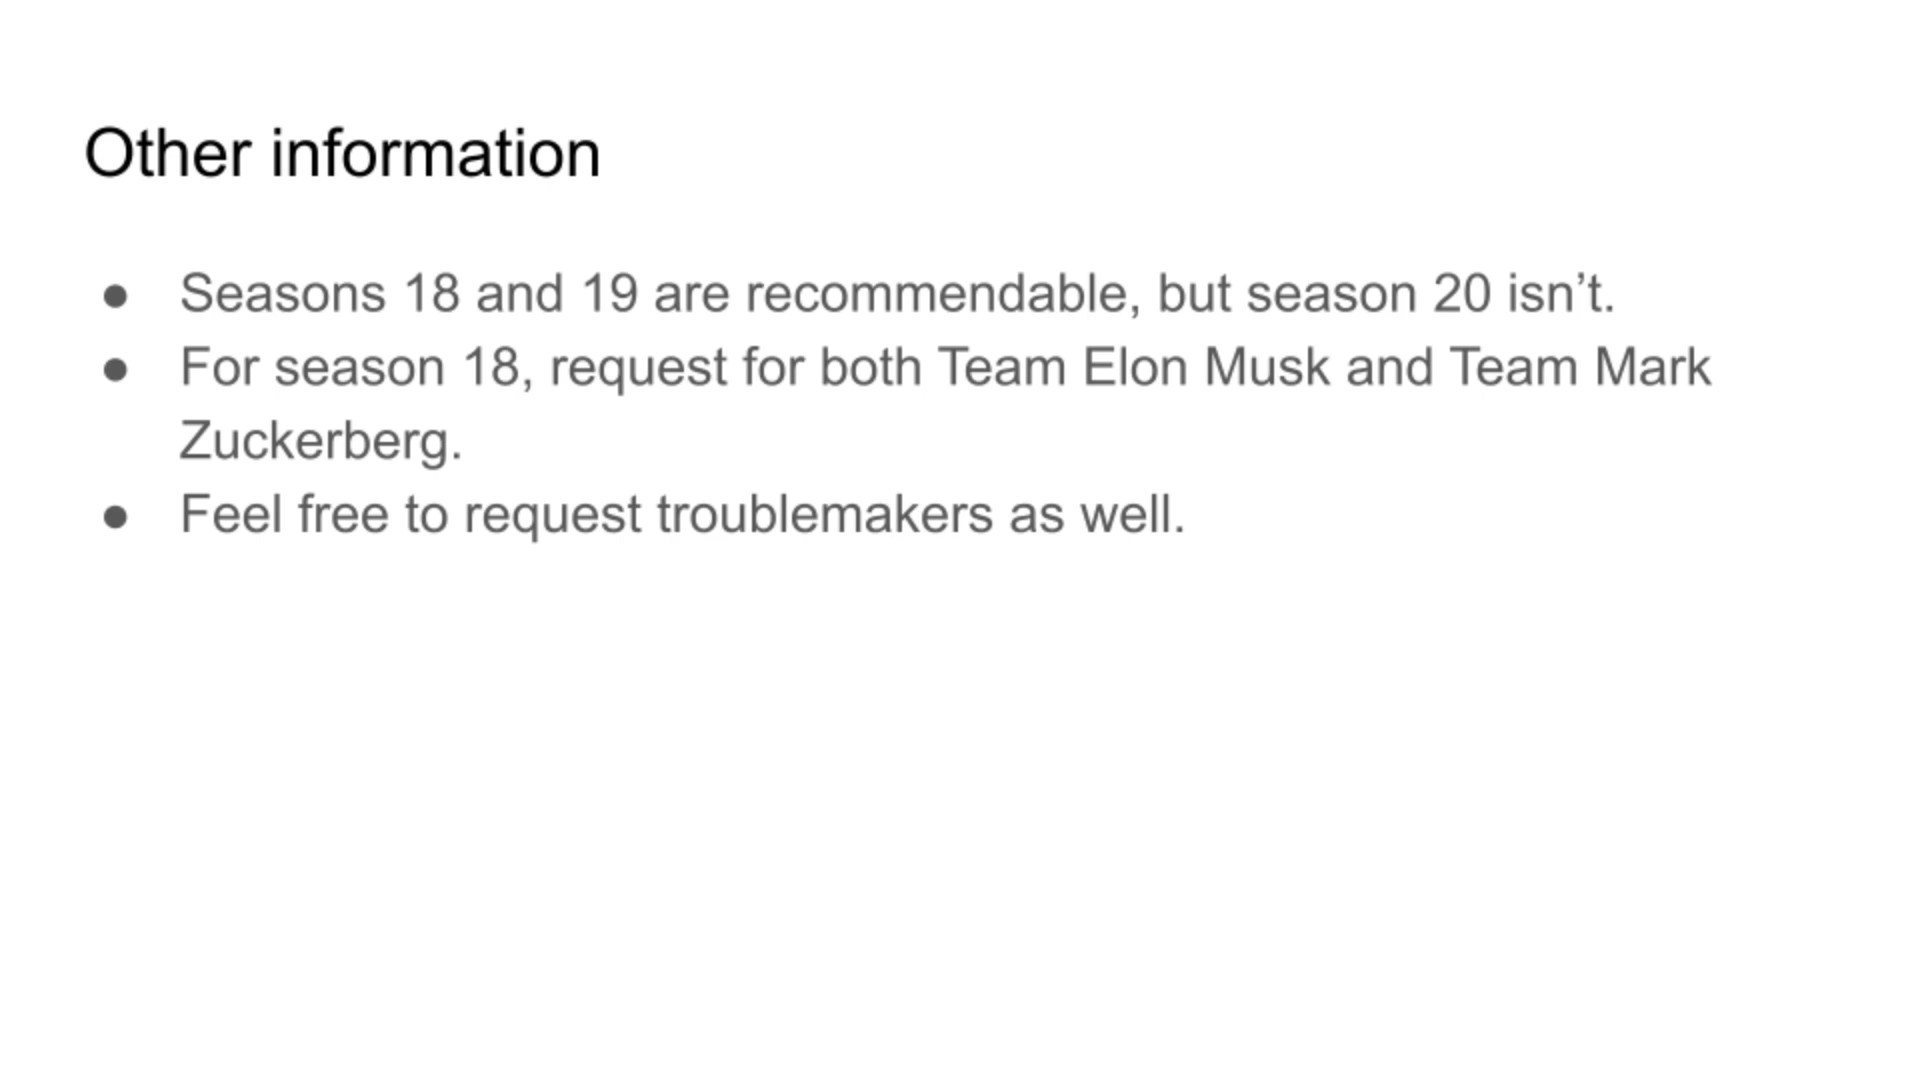 Other information
● Seasons 18 and 19 are recommendable, but season 20 isn’t.
● For season 18, request for both Team Elon Musk and Team Mark
Zuckerberg.
● Feel free to request troublemakers as well.